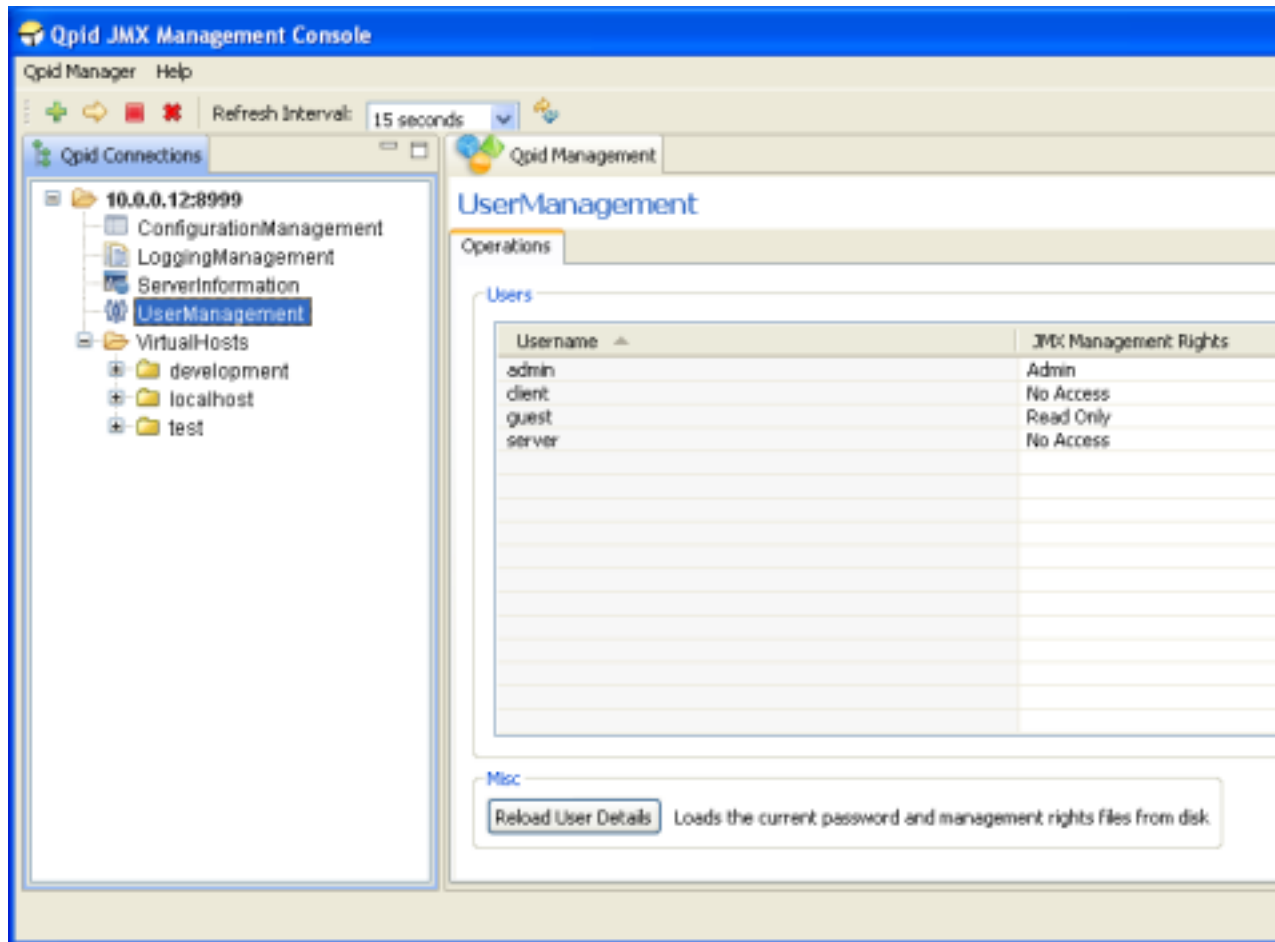 Qpid JMX Management Console
Qpid Manager Help
Refresh Interval: 15 seconds
Qpid Connections
10.0.0.12:8999
ConfigurationManagement
LoggingManagement
ServerInformation
UserManagement
VirtualHosts
development
localhost
test
Qpid Management
UserManagement
Operations
Users
Username JMX Management Rights
admin Admin
client No Access
guest Read Only
server No Access
Misc
Reload User Details Loads the current password and management rights files from disk.